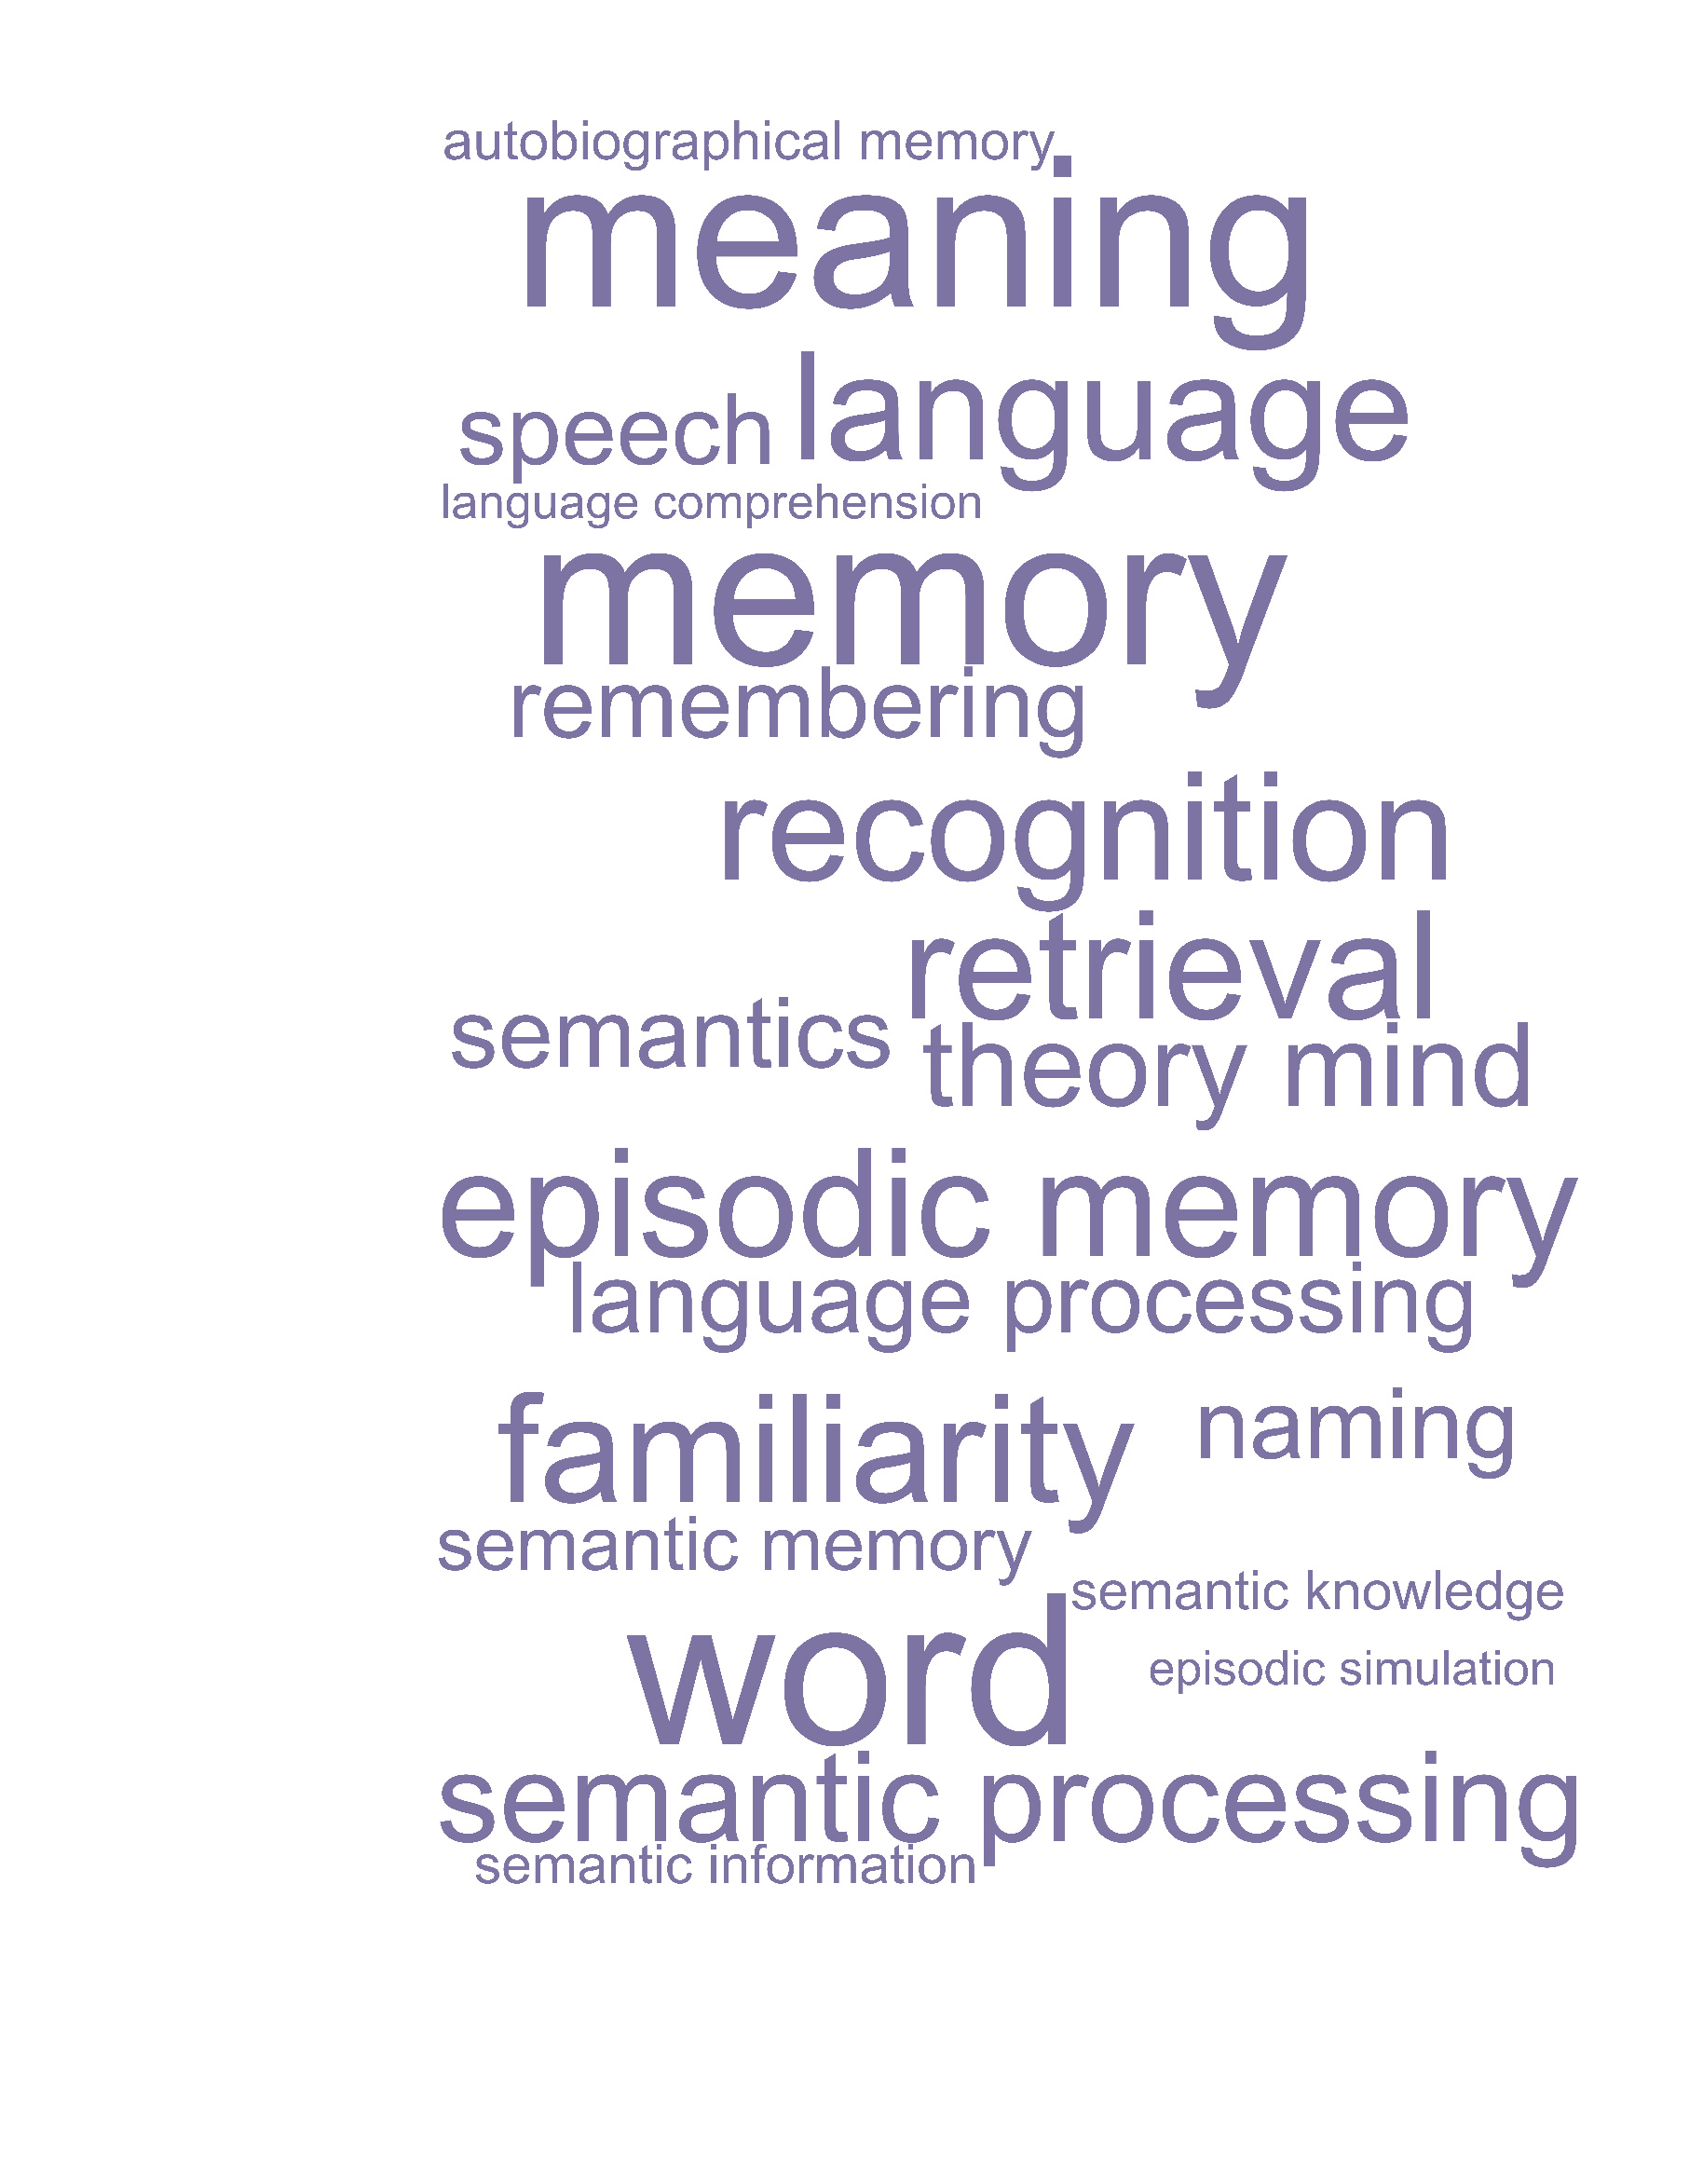 autobiographical memory
meaning
speech language
language comprehension
memory
remembering
recognition
retrieval
semantics
theory mind
episodic memory
language processing
familiarity naming
semantic memory
semantic knowledge
word
episodic simulation
semantic processing
semantic information